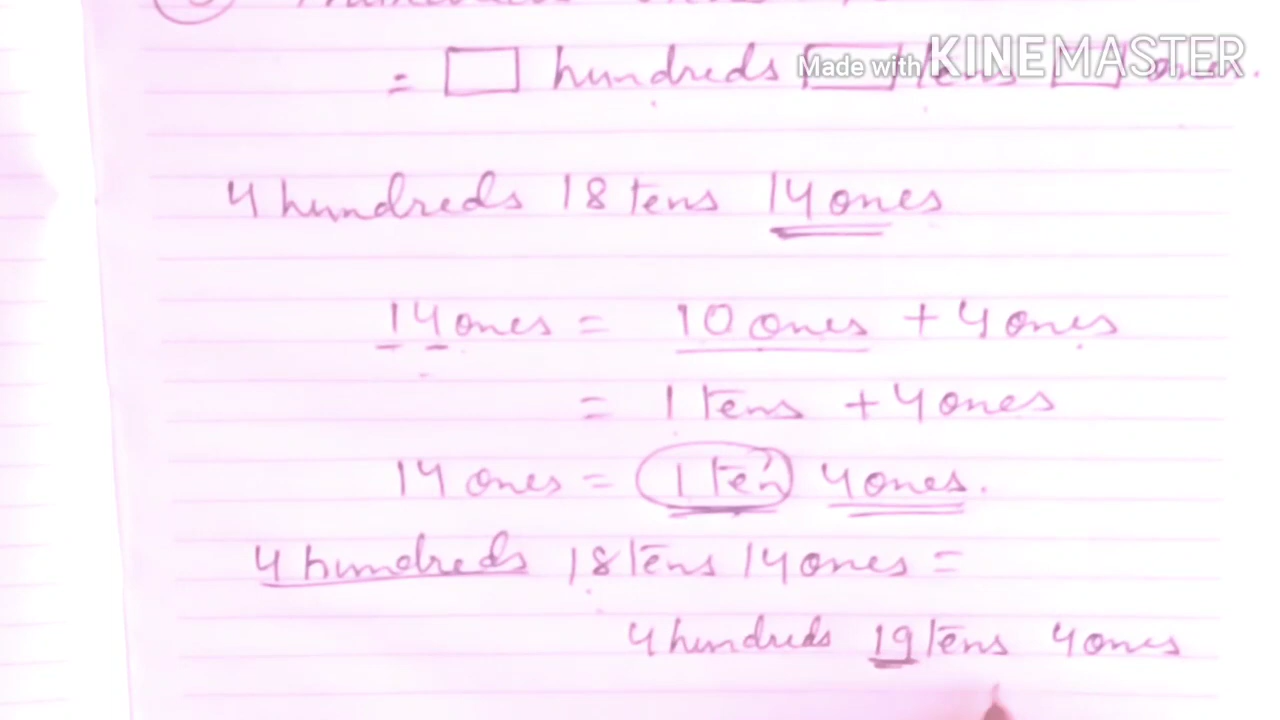 = hundreds tens ones.
Made with KINEMASTER
4 hundreds 18 tens 14 ones
14 ones = 10 ones + 4 ones
= 1 tens + 4 ones
14 ones = 1 ten 4 ones.
4 hundreds 18 tens 14 ones =
4 hundreds 19 tens 4 ones